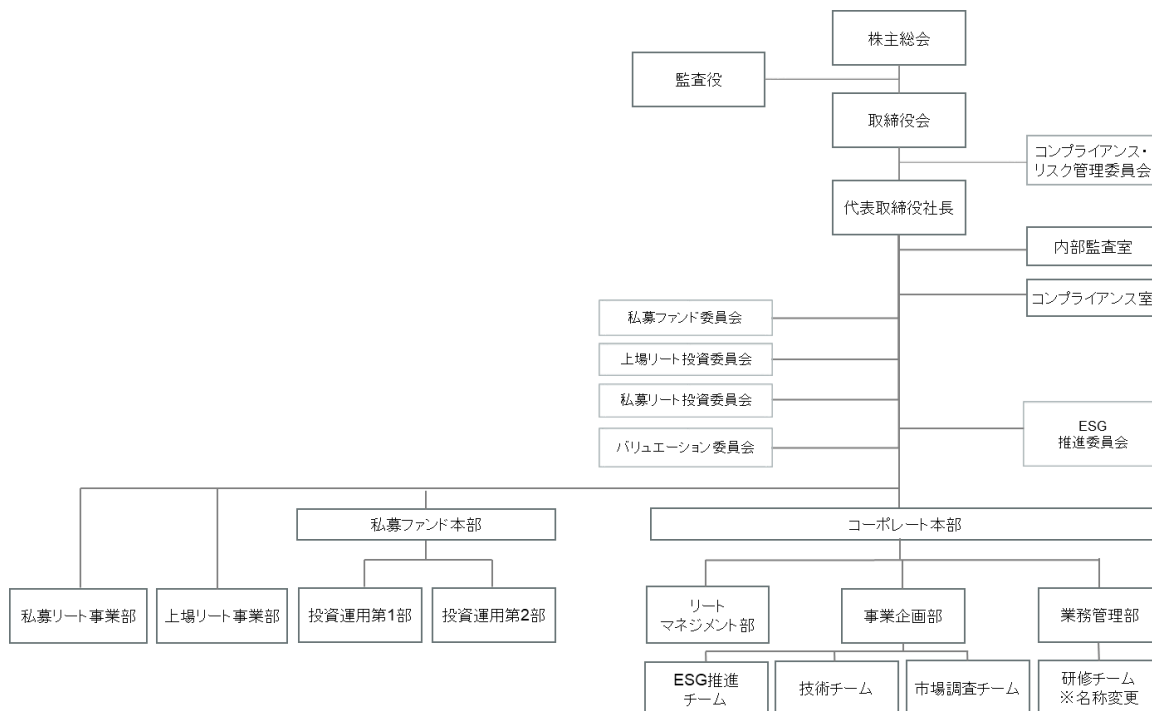 株主総会
監査役
取締役会
コンプライアンス・
リスク管理委員会
代表取締役社長
内部監査室
コンプライアンス室
私募ファンド委員会
上場リート投資委員会
私募リート投資委員会
バリュエーション委員会
ESG
推進委員会
私募ファンド本部
コーポレート本部
私募リート事業部
上場リート事業部
投資運用第1部
投資運用第2部
リート
マネジメント部
事業企画部
業務管理部
ESG推進
チーム
技術チーム
市場調査チーム
研修チーム
※名称変更